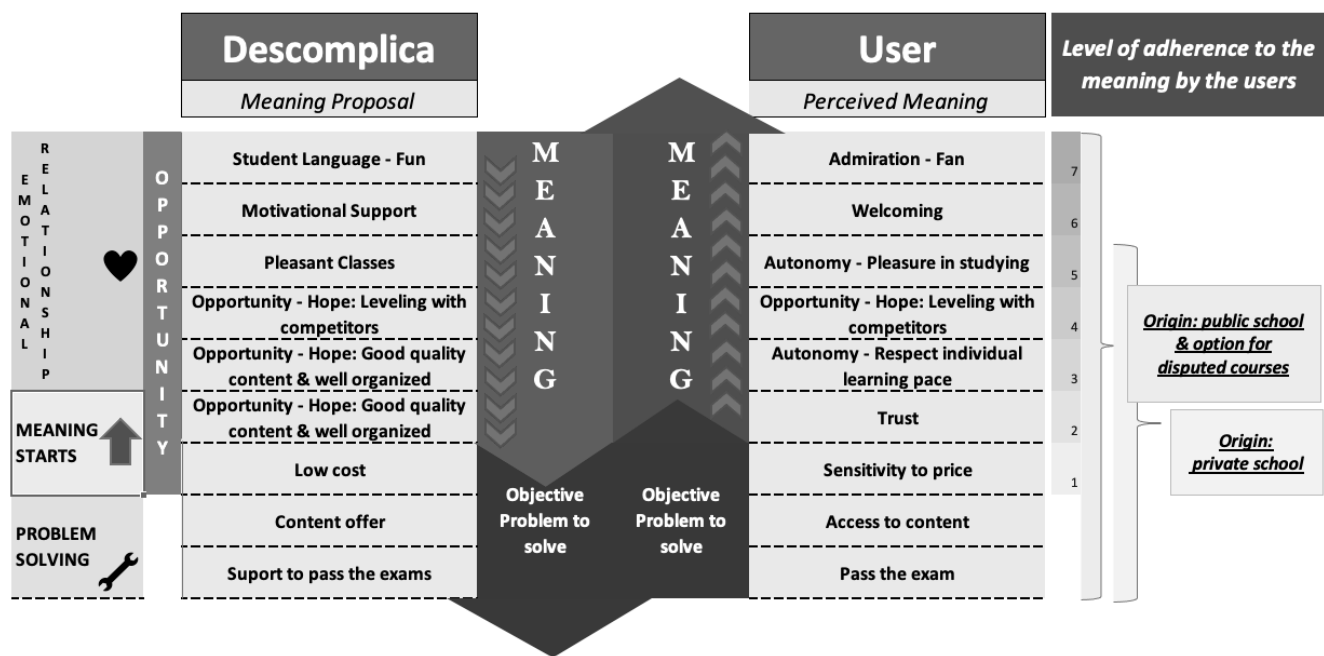 Descomplica
Meaning Proposal
User
Perceived Meaning
Level of adherence to the
meaning by the users
EMOTIONAL
RELATIONSHIP
OPPORTUNITY
MEANING
STARTS
PROBLEM
SOLVING
Student Language - Fun
Motivational Support
Pleasant Classes
Opportunity - Hope: Leveling with
competitors
Opportunity - Hope: Good quality
content & well organized
Opportunity - Hope: Good quality
content & well organized
Low cost
Content offer
Suport to pass the exams
MEANING
Objective
Problem to
solve
MEANING
Objective
Problem to
solve
Admiration - Fan
Welcoming
Autonomy - Pleasure in studying
Opportunity - Hope: Leveling with
competitors
Autonomy - Respect individual
learning pace
Trust
Sensitivity to price
Access to content
Pass the exam
7
6
5
4
3
2
1
Origin: public school
& option for
disputed courses
Origin:
private school